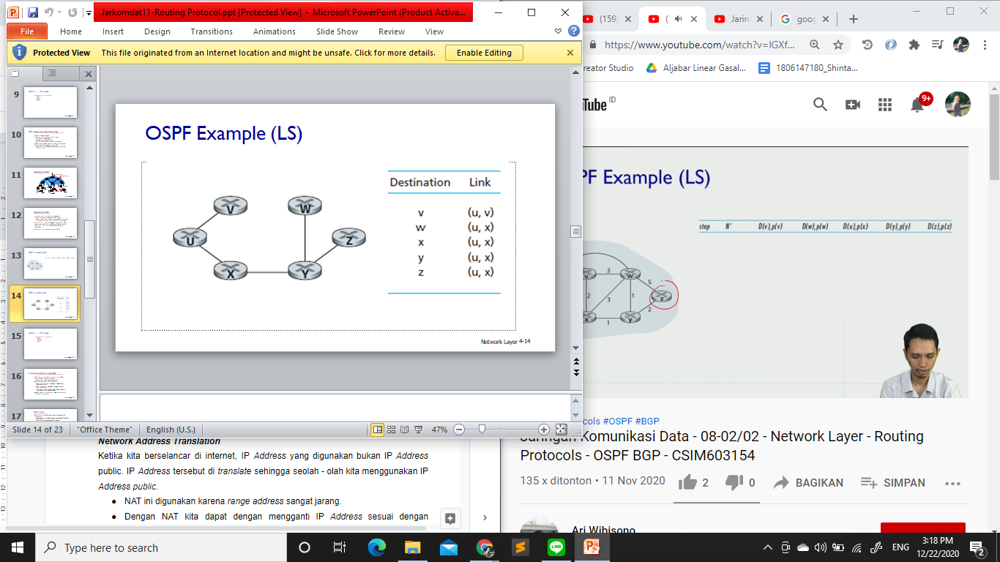 Jarkomdat11-Routing Protocol.ppt [Protected View] - Microsoft PowerPoint (Product Activa...
File Home Insert Design Transitions Animations Slide Show Review View
Protected View This file originated from an Internet location and might be unsafe. Click for more details. Enable Editing
9
10
11
12
13
14
15
16
17
OSPF Example (LS)
V
W
U
Z
X
Y
Destination Link
v (u, v)
w (u, x)
x (u, x)
y (u, x)
z (u, x)
Network Layer 4-14
Slide 14 of 23 "Office Theme" English (U.S.) 47%
Network Address Translation
Ketika kita berselancar di internet, IP Address yang digunakan bukan IP Address
public. IP Address tersebut di translate sehingga seolah - olah kita menggunakan IP
Address public.
● NAT ini digunakan karena range address sangat jarang.
● Dengan NAT kita dapat dengan mengganti IP Address sesuai dengan
(159) ( Jarin goog
https://www.youtube.com/watch?v=IGXf...
reator Studio Aljabar Linear Gasal... 1806147180_Shinta...
Tube ID
9+
PF Example (LS)
step N' D(v),p(v) D(w),p(w) D(x),p(x) D(y),p(y) D(z),p(z)
v 3 w 5
2 3 1 z
x 1 y 2
cols #OSPF #BGP
Jaringan Komunikasi Data - 08-02/02 - Network Layer - Routing
Protocols - OSPF BGP - CSIM603154
135 x ditonton • 11 Nov 2020 2 0 BAGIKAN SIMPAN
Ari Wibisono
Type here to search
ENG
3:18 PM
12/22/2020
2